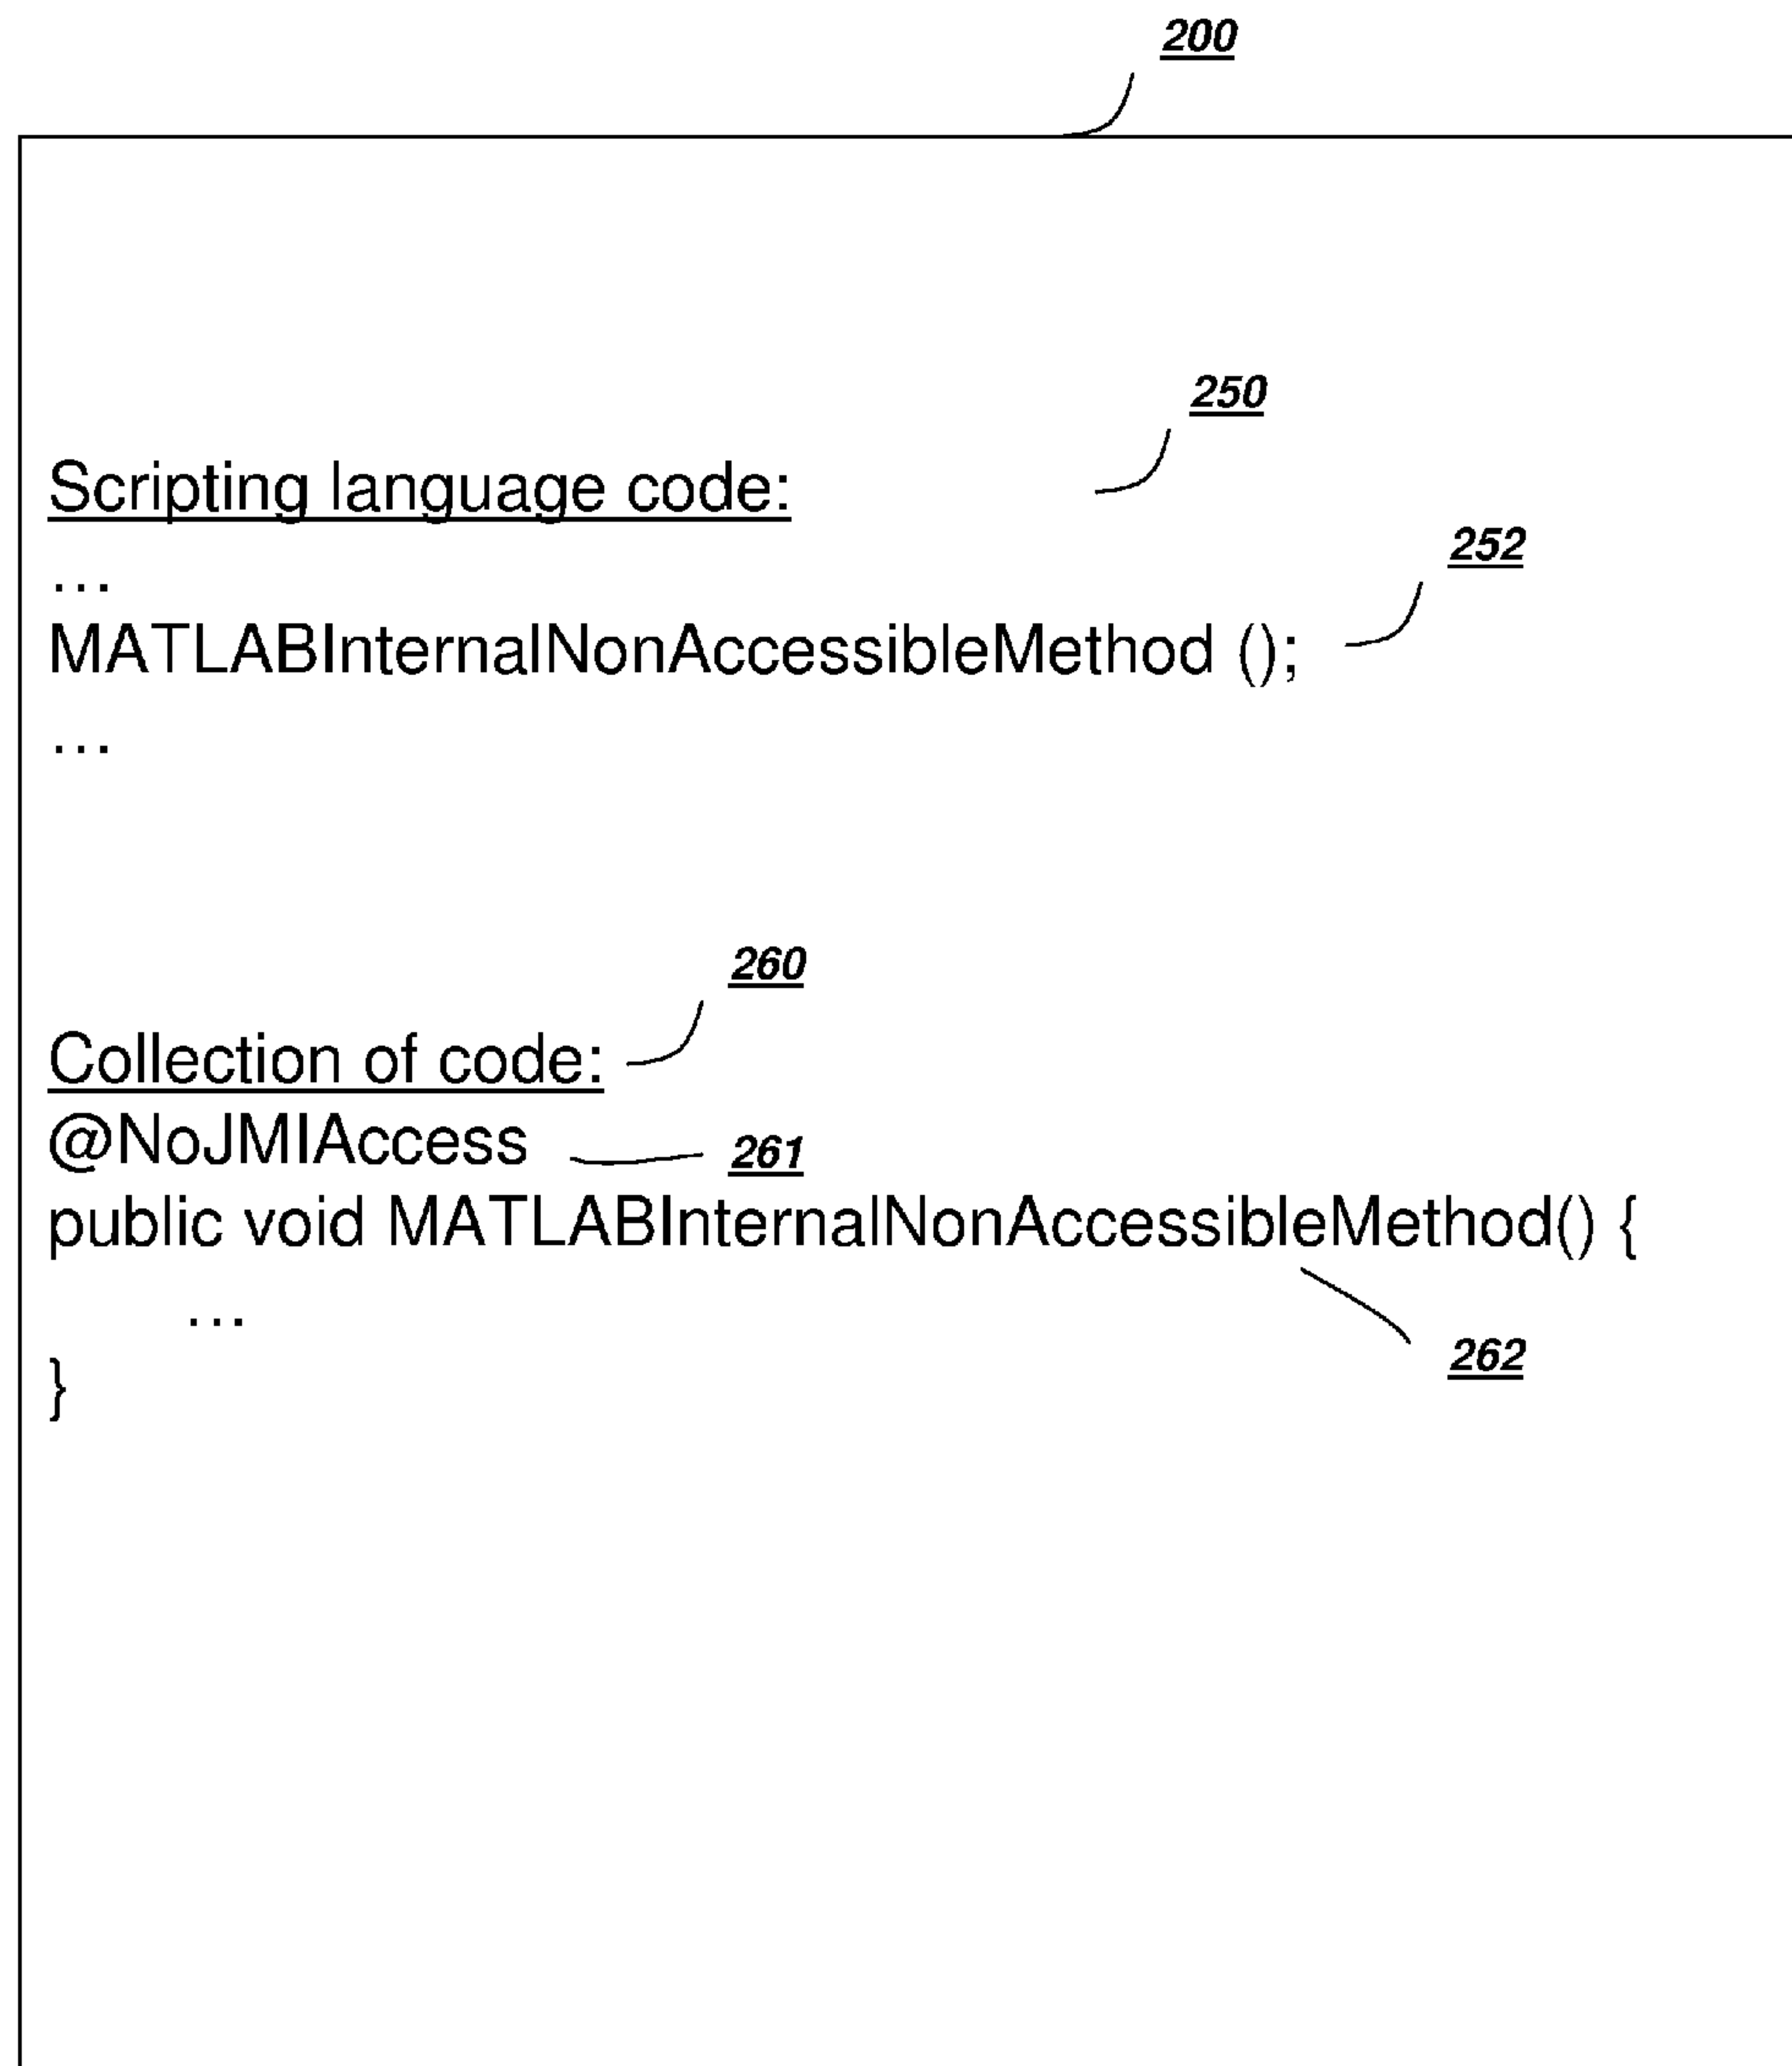 200
250
Scripting language code:
252
...
MATLABInternalNonAccessibleMethod ();
...
260
Collection of code:
@NoJMIAccess
261
public void MATLABInternalNonAccessibleMethod() {
...
262
}